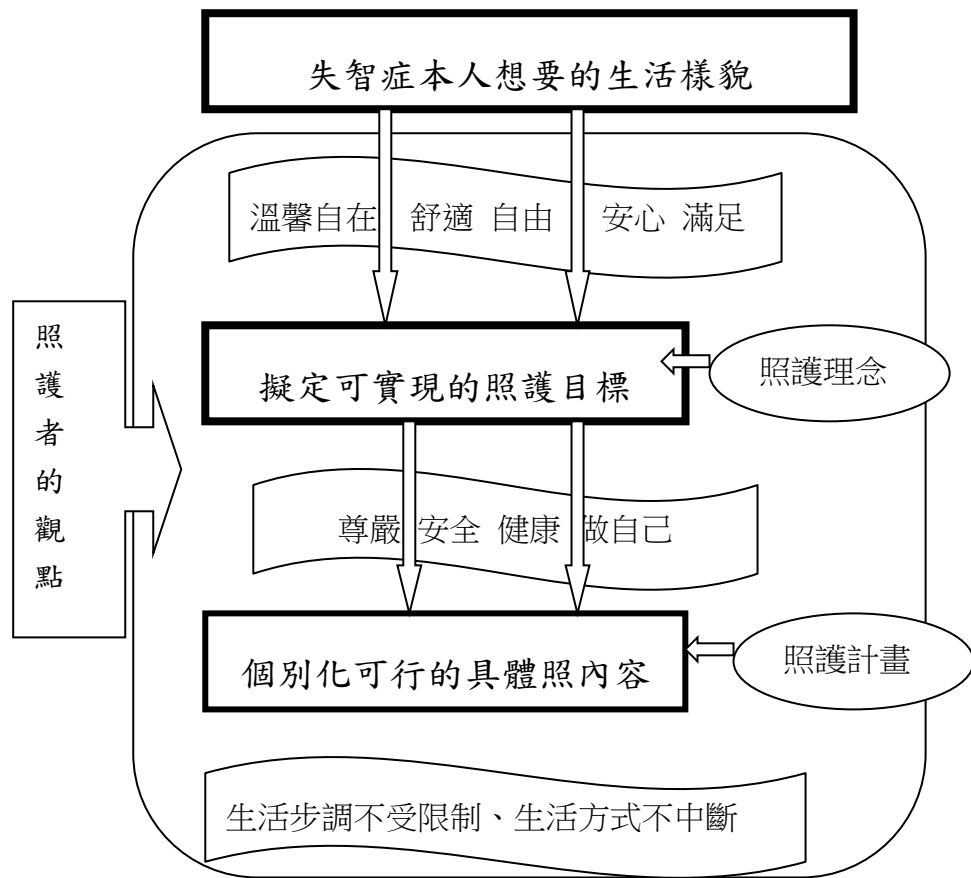 失智症本人想要的生活樣貌
溫馨自在 舒適 自由 安心 滿足
照護者的觀點
擬定可實現的照護目標
照護理念
尊嚴 安全 健康 做自己
個別化可行的具體照內容
照護計畫
生活步調不受限制、生活方式不中斷